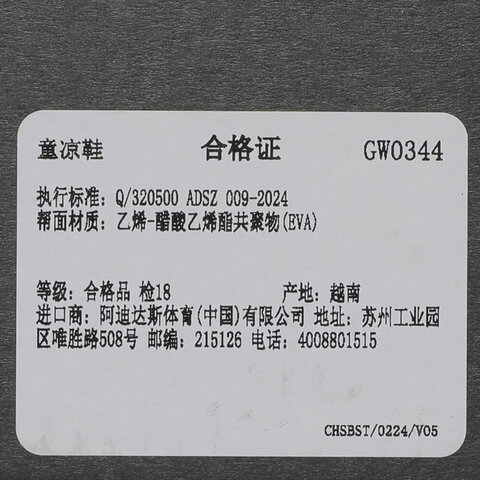 童凉鞋 合格证 GW0344
执行标准: Q/320500 ADSZ 009-2024
帮面材质: 乙烯-醋酸乙烯酯共聚物(EVA)
等级: 合格品 检18 产地: 越南
进口商: 阿迪达斯体育(中国)有限公司 地址: 苏州工业园
区唯胜路508号 邮编: 215126 电话: 4008801515
CHSBST/0224/V05